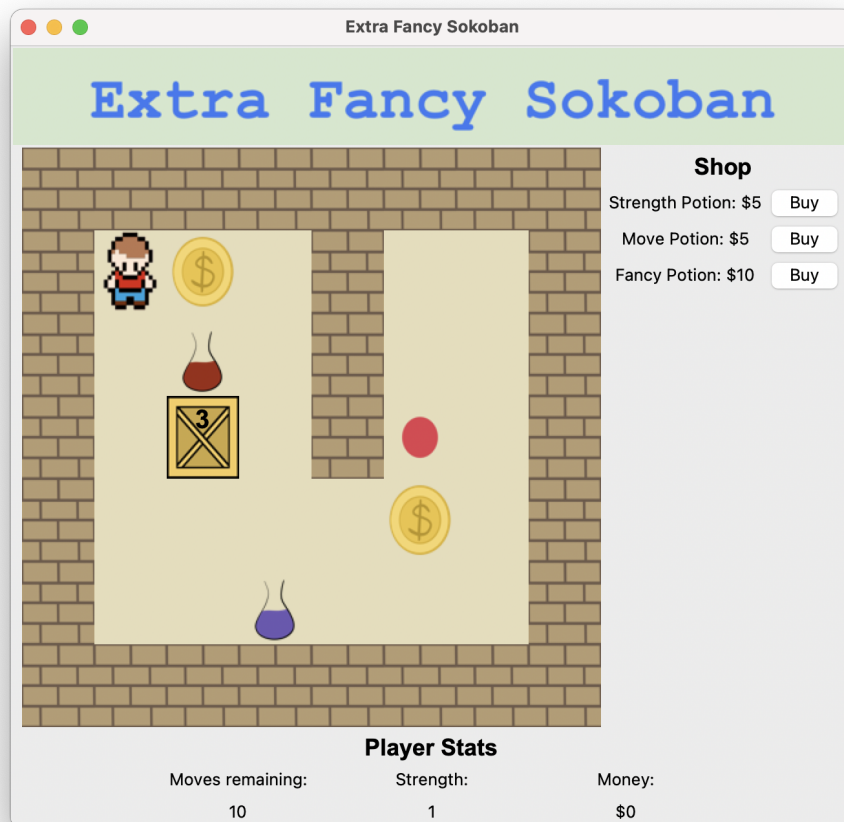 Extra Fancy Sokoban
Extra Fancy Sokoban
Shop
Strength Potion: $5 Buy
Move Potion: $5 Buy
Fancy Potion: $10 Buy
$
3
$
Player Stats
Moves remaining: Strength: Money:
10 1 $0